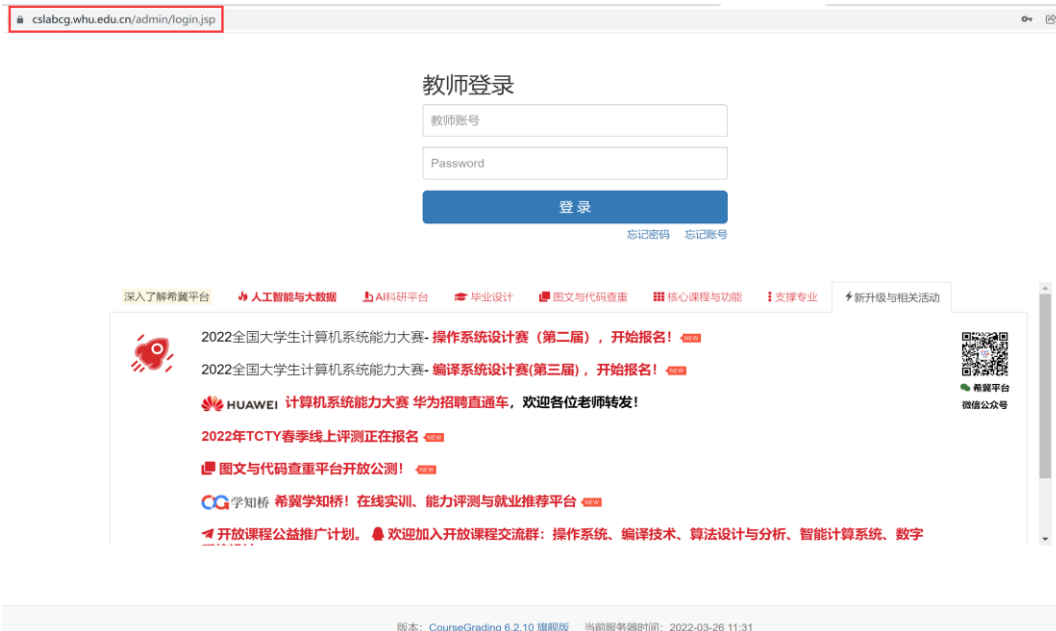 cslabcg.whu.edu.cn/admin/login.jsp
教师登录
教师账号
Password
登 录
忘记密码 忘记账号
深入了解希冀平台 人工智能与大数据 AI科研平台 毕业设计 图文与代码查重 核心课程与功能 支撑专业 新升级与相关活动
2022全国大学生计算机系统能力大赛- 操作系统设计赛（第二届），开始报名！ NEW
2022全国大学生计算机系统能力大赛- 编译系统设计赛(第三届) ，开始报名！ NEW
HUAWEI 计算机系统能力大赛 华为招聘直通车，欢迎各位老师转发！
希冀平台
微信公众号
2022年TCTY春季线上评测正在报名 NEW
图文与代码查重平台开放公测！ NEW
CG 学知桥 希冀学知桥！在线实训、能力评测与就业推荐平台 NEW
开放课程公益推广计划。 欢迎加入开放课程交流群：操作系统、编译技术、算法设计与分析、智能计算系统、数字
版本：CourseGrading 6.2.10 旗舰版 当前服务器时间：2022-03-26 11:31